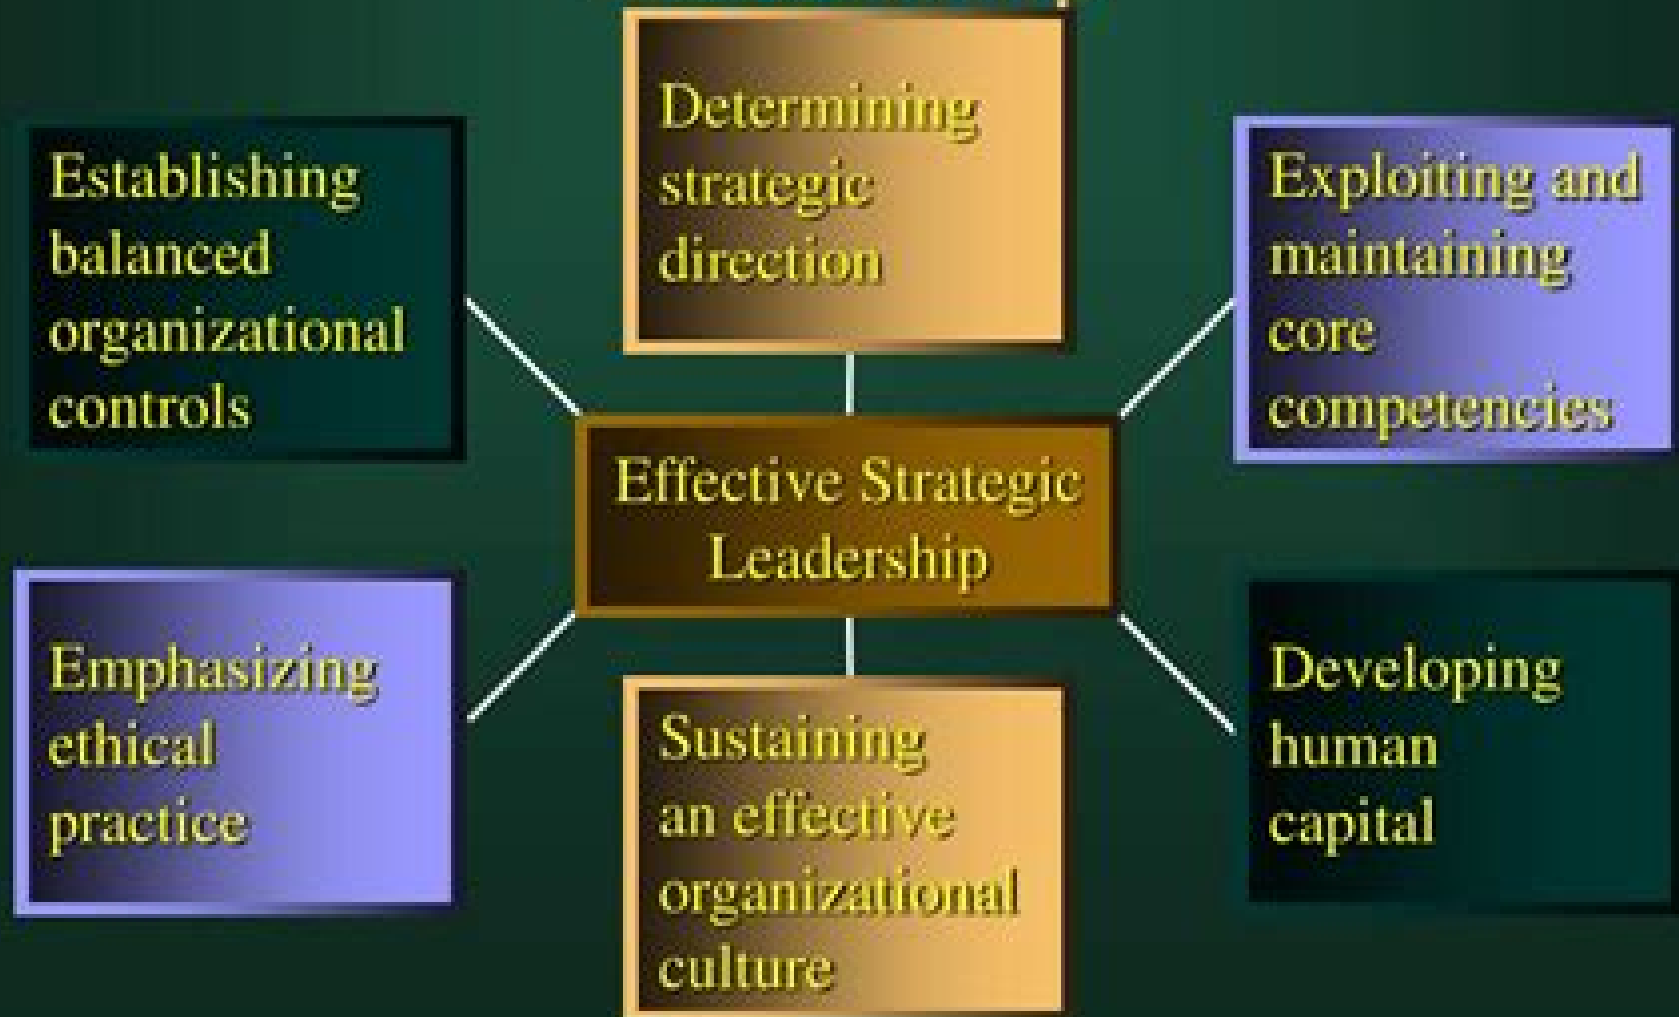 Determining
strategic
direction
Establishing
balanced
organizational
controls
Exploiting and
maintaining
core
competencies
Effective Strategic
Leadership
Emphasizing
ethical
practice
Sustaining
an effective
organizational
culture
Developing
human
capital